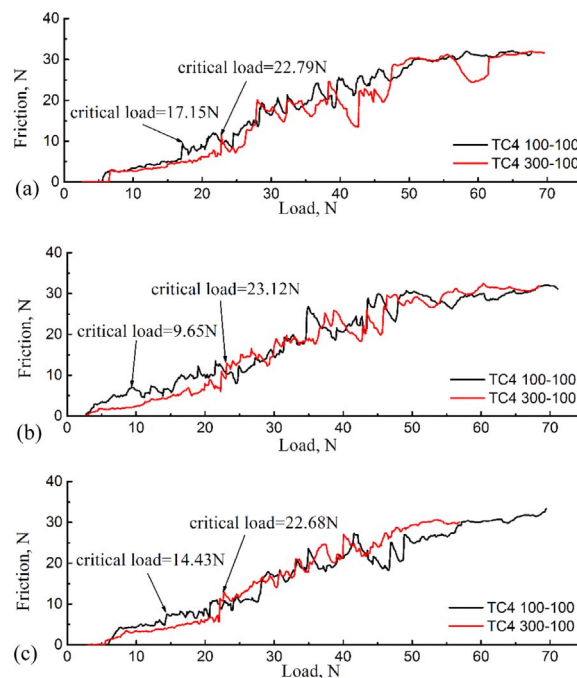 40
30
20
10
0
Friction, N
critical load=22.79N
critical load=17.15N
TC4 100-100
TC4 300-100
(a)
0 10 20 30 40 50 60 70
Load, N
40
30
20
10
0
Friction, N
critical load=23.12N
critical load=9.65N
TC4 100-100
TC4 300-100
(b)
0 10 20 30 40 50 60 70
Load, N
40
30
20
10
0
Friction, N
critical load=22.68N
critical load=14.43N
TC4 100-100
TC4 300-100
(c)
0 10 20 30 40 50 60 70
Load, N